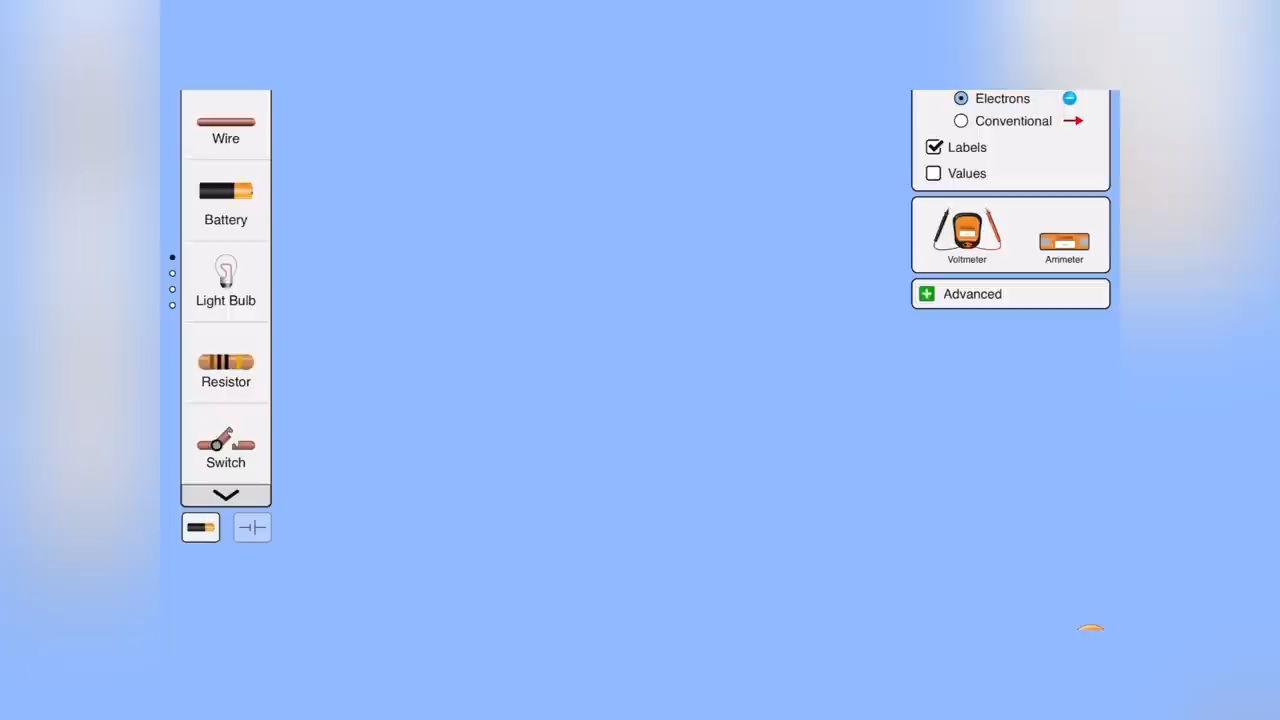 Wire
Battery
Light Bulb
Resistor
Switch
Electrons
Conventional
Labels
Values
Voltmeter
Ammeter
Advanced